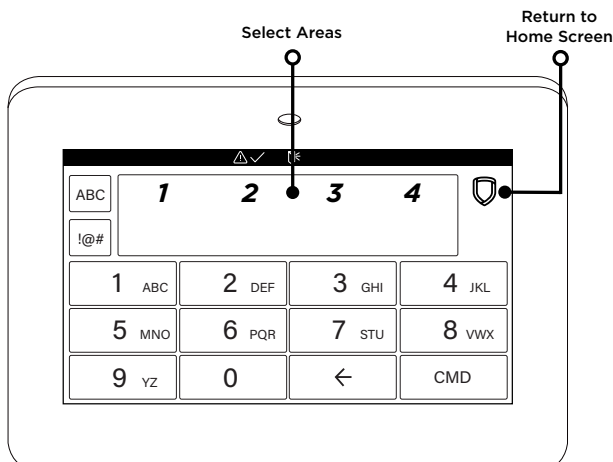 Select Areas
Return to
Home Screen
ABC 1 2 3 4
!@#
1 ABC 2 DEF 3 GHI 4 JKL
5 MNO 6 PQR 7 STU 8 VWX
9 YZ 0 ← CMD